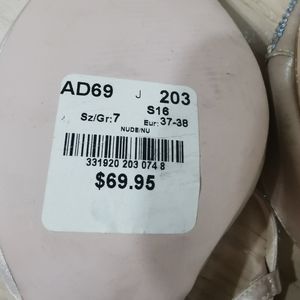 AD69 J 203
S16
Sz/Gr:7 Eur: 37-38
NUDE/NU
331920 203 074 8
$69.95